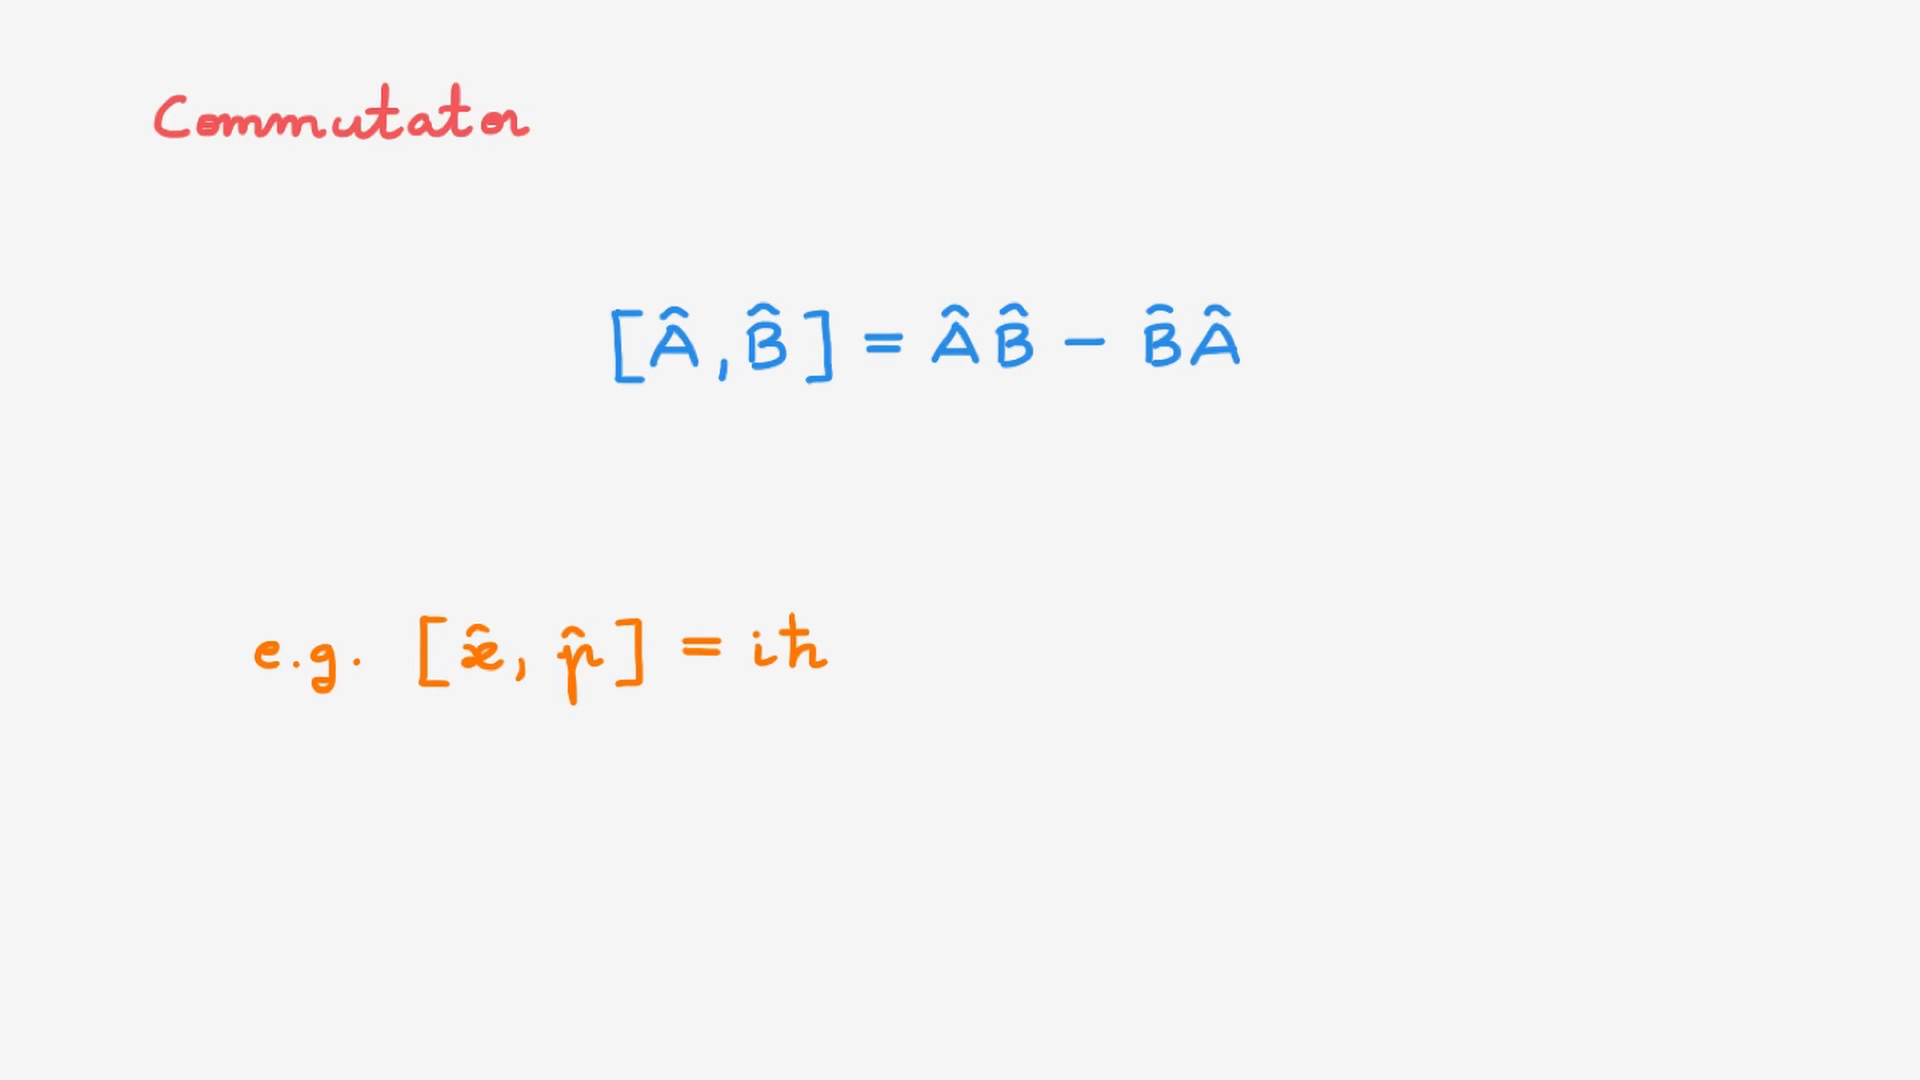 Commutator
[Â, B̂] = ÂB̂ − B̂Â
e.g. [x̂, p̂] = iħ